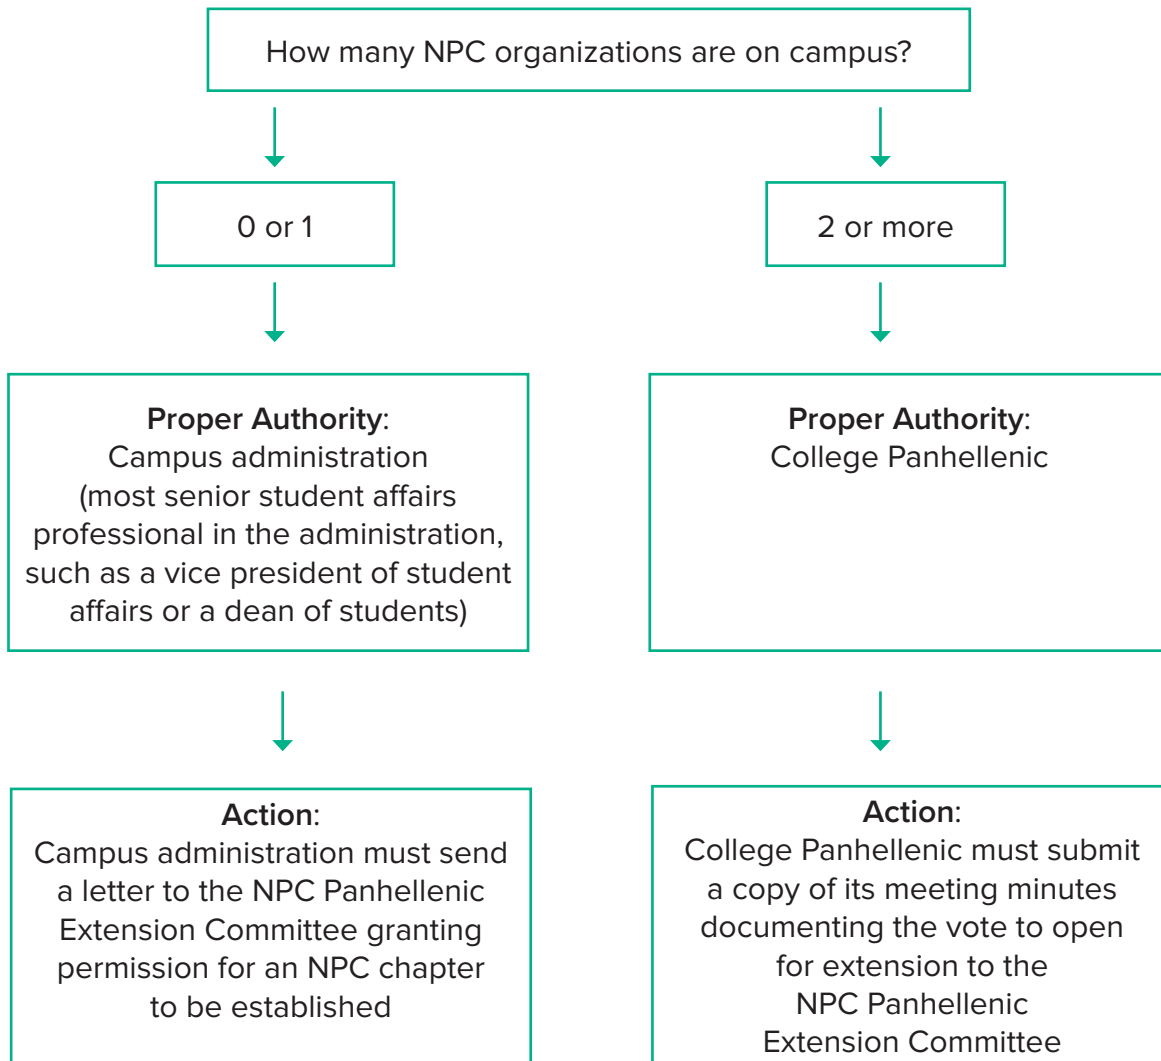 How many NPC organizations are on campus?
0 or 1
2 or more
Proper Authority:
Campus administration
(most senior student affairs
professional in the administration,
such as a vice president of student
affairs or a dean of students)
Proper Authority:
College Panhellenic
Action:
Campus administration must send
a letter to the NPC Panhellenic
Extension Committee granting
permission for an NPC chapter
to be established
Action:
College Panhellenic must submit
a copy of its meeting minutes
documenting the vote to open
for extension to the
NPC Panhellenic
Extension Committee